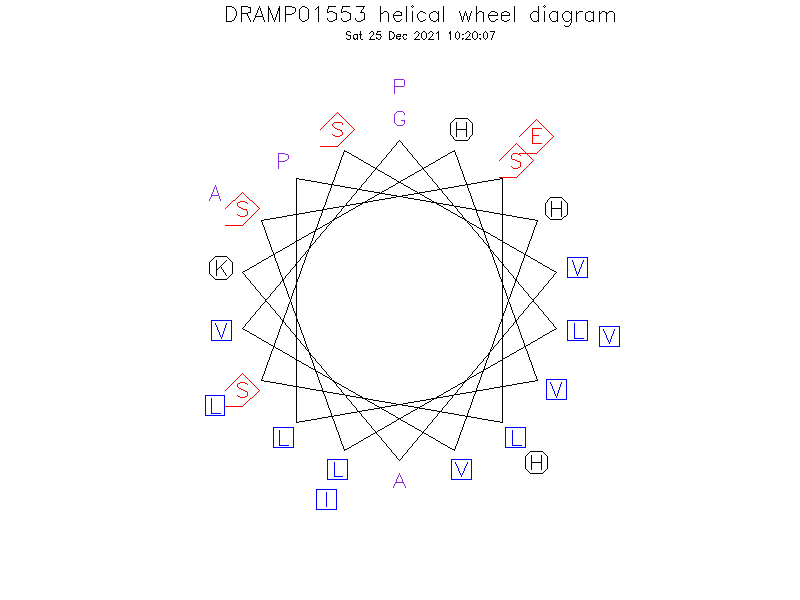 DRAMP01553 helical wheel diagram
Sat 25 Dec 2021 10:20:07
P
G
S
H
E
S
P
A
S
H
K
V
V
L
V
S
L
V
L
L
H
L
V
I
A